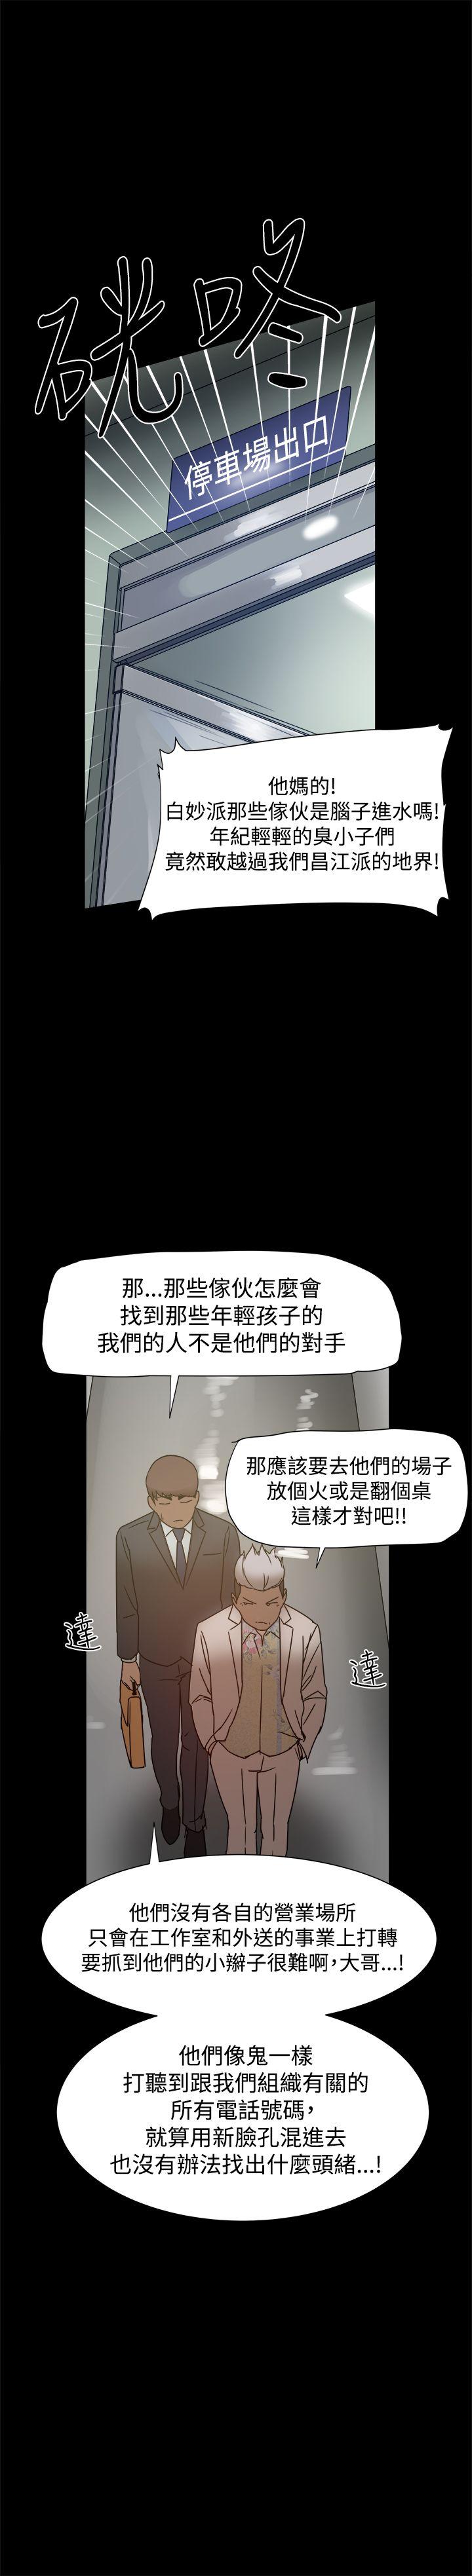 硄咚
停車場出口
他媽的!
白妙派那些傢伙是腦子進水嗎!
年紀輕輕的臭小子們
竟然敢越過我們昌江派的地界!
那...那些傢伙怎麼會
找到那些年輕孩子的
我們的人不是他們的對手
那應該要去他們的場子
放個火或是翻個桌
這樣才對吧!!
達
達
他們沒有各自的營業場所
只會在工作室和外送的事業上打轉
要抓到他們的小辮子很難啊,大哥...!
他們像鬼一樣
打聽到跟我們組織有關的
所有電話號碼,
就算用新臉孔混進去
也沒有辦法找出什麼頭緒...!